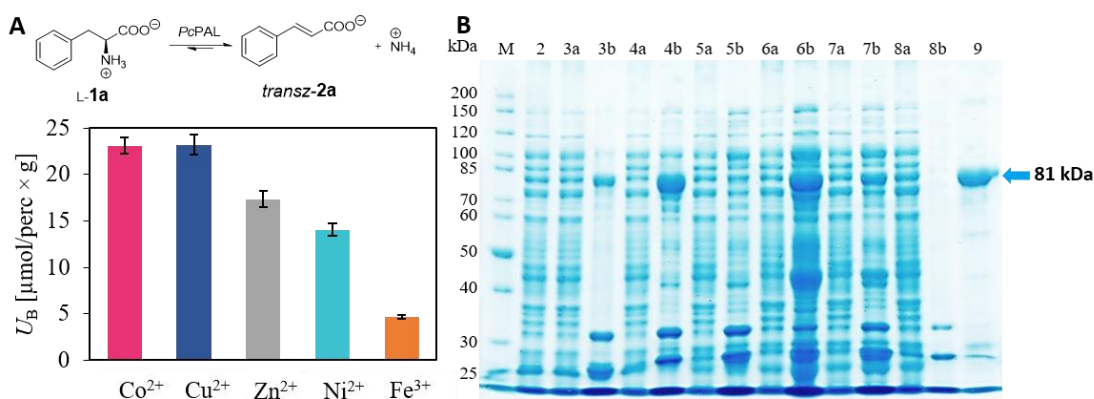 A
COO⊖
NH₃
⊕
L-1a
PcPAL
COO⊖
transz-2a
+
⊕
NH₄
U_B [µmol/perc × g]
25
20
15
10
5
0
Co²⁺ Cu²⁺ Zn²⁺ Ni²⁺ Fe³⁺
B
kDa M 2 3a 3b 4a 4b 5a 5b 6a 6b 7a 7b 8a 8b 9
200
150
120
100
85
70
60
50
40
30
25
81 kDa